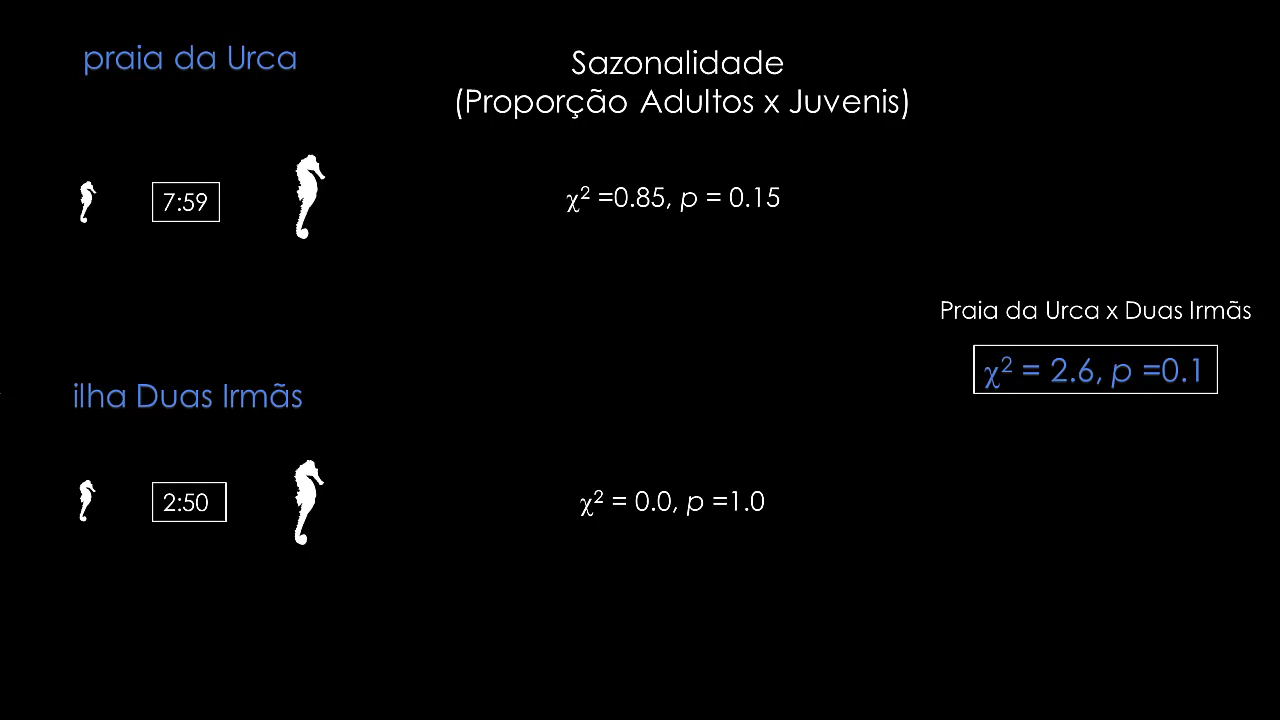 praia da Urca
Sazonalidade
(Proporção Adultos x Juvenis)
7:59
χ² =0.85, p = 0.15
Praia da Urca x Duas Irmãs
χ² = 2.6, p =0.1
ilha Duas Irmãs
2:50
χ² = 0.0, p =1.0